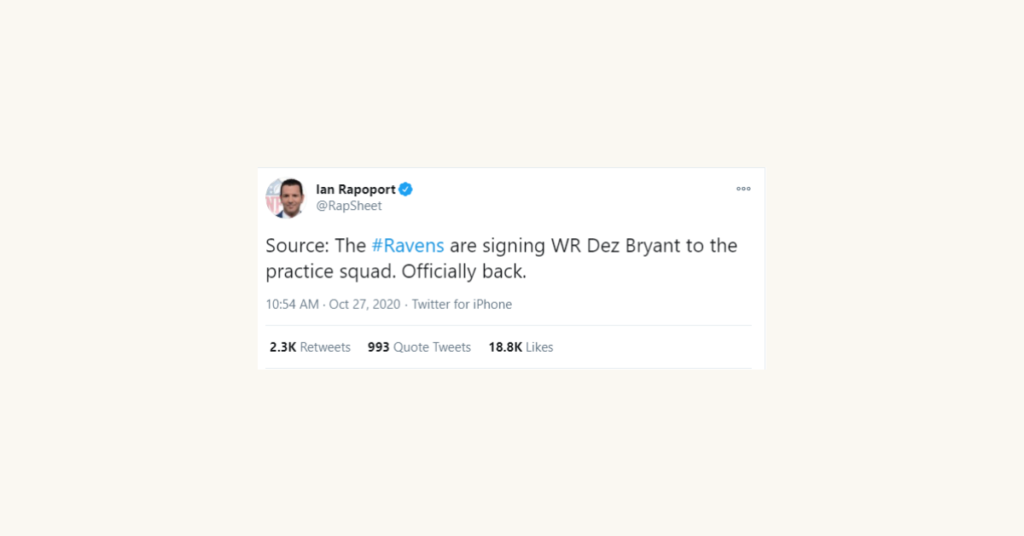 Ian Rapoport
@RapSheet
Source: The #Ravens are signing WR Dez Bryant to the
practice squad. Officially back.
10:54 AM · Oct 27, 2020 · Twitter for iPhone
2.3K Retweets 993 Quote Tweets 18.8K Likes